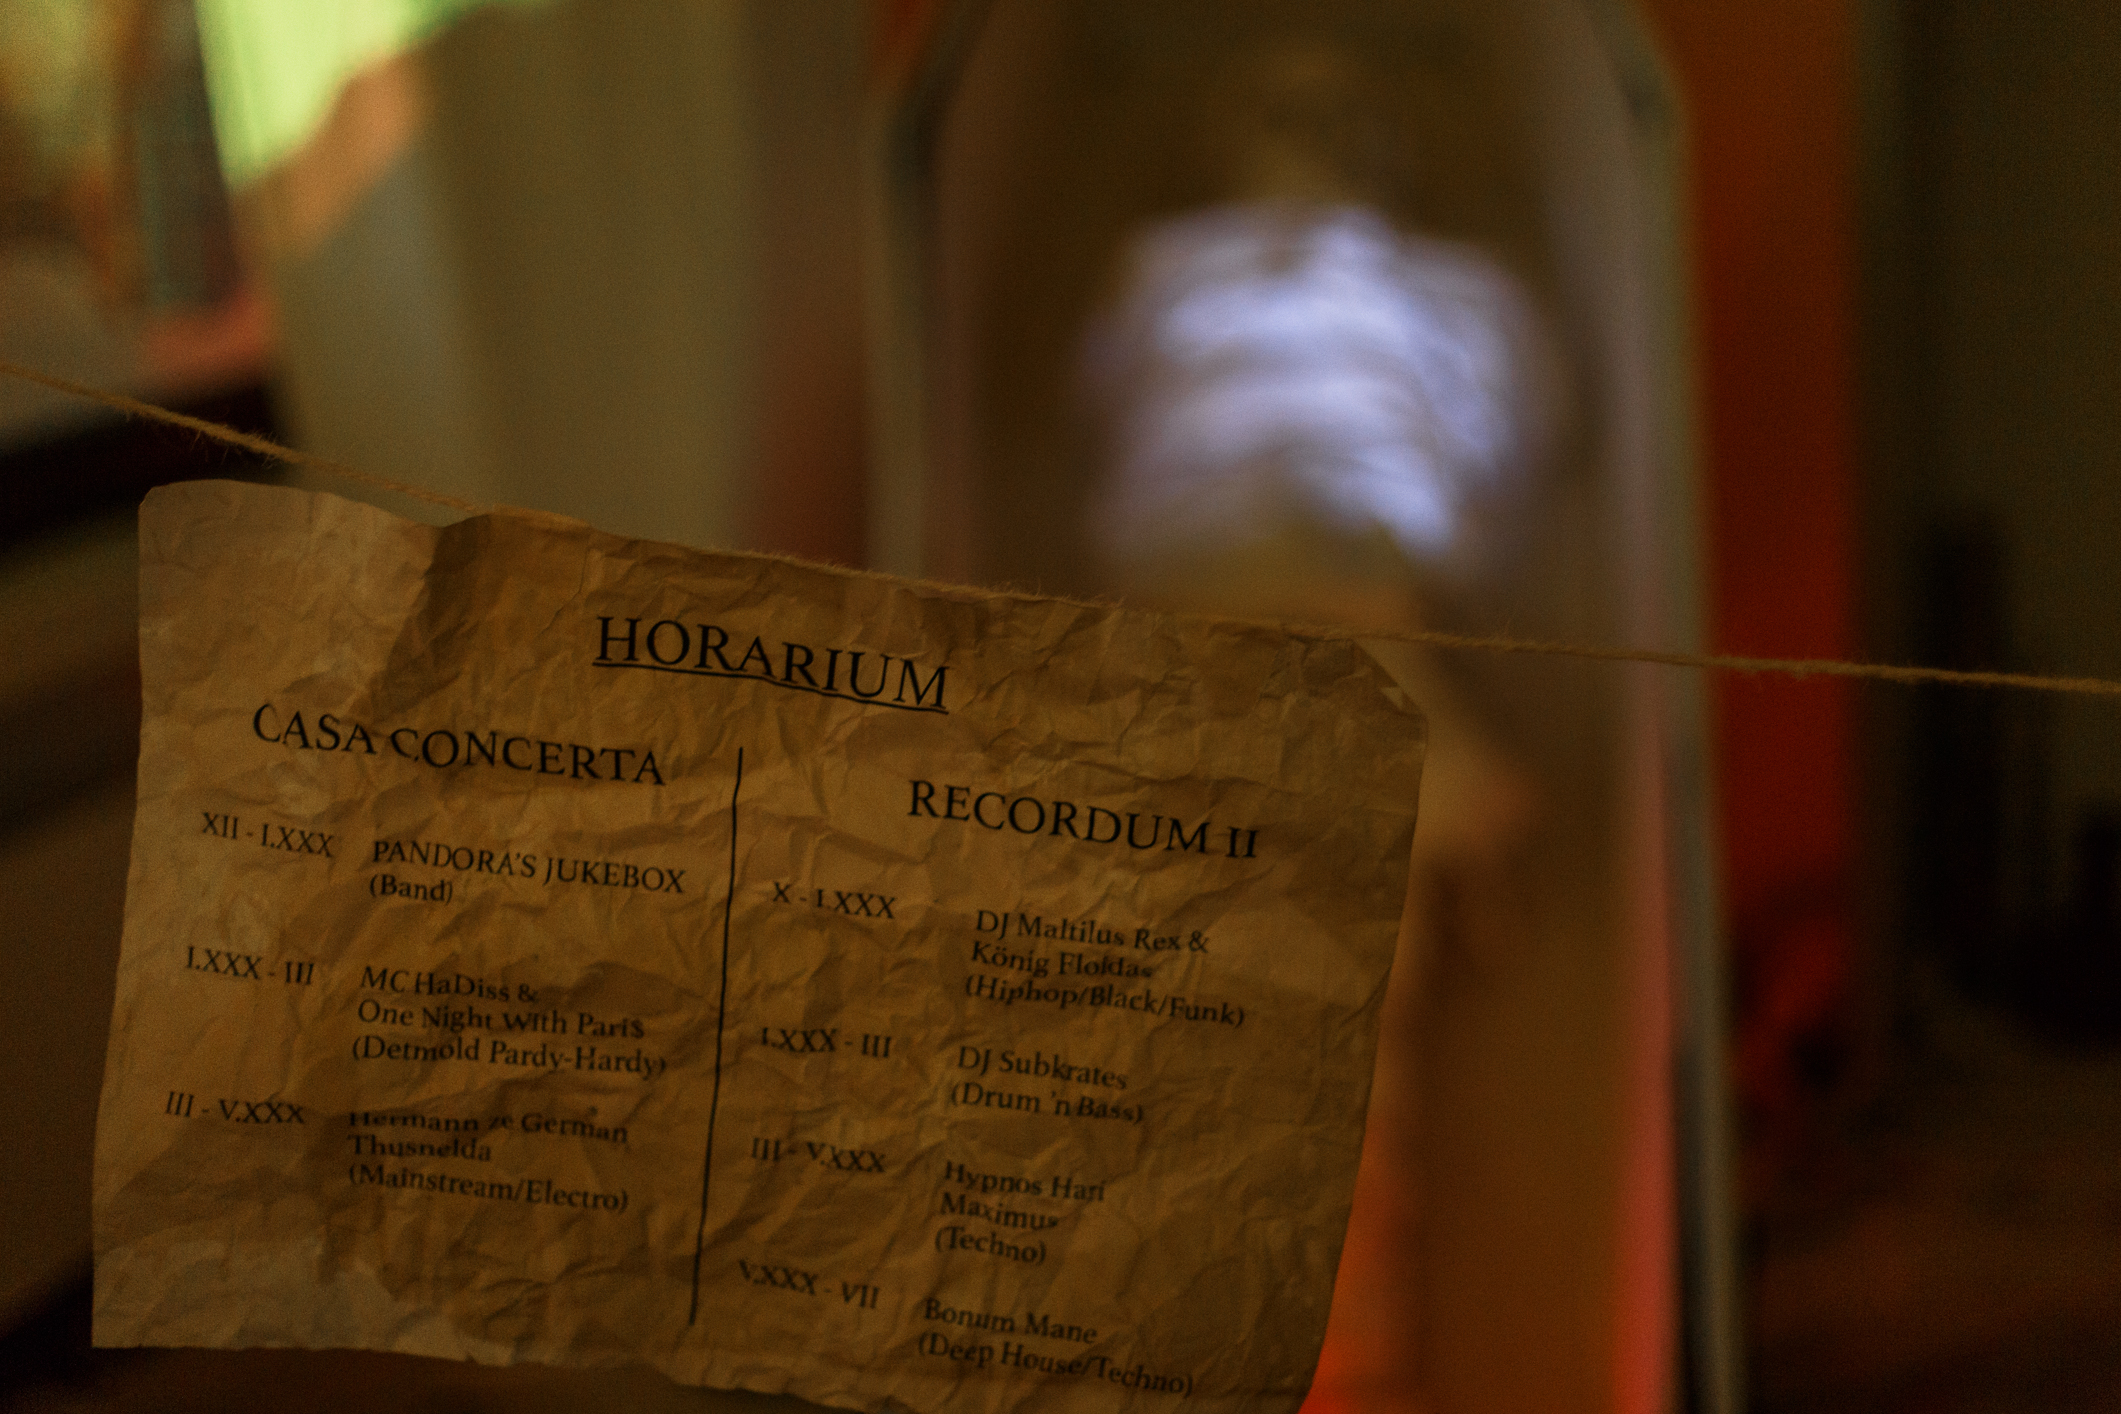 HORARIUM
CASA CONCERTA
XII - I.XXX PANDORA'S JUKEBOX
(Band)
I.XXX - III MC HaDiss &
One Night With Pari$
(Detmold Pardy-Hardy)
III - V.XXX Hermann ze German
Thusnelda
(Mainstream/Electro)
RECORDUM II
X - I.XXX DJ Maltilus Rex &
König Floidas
(Hiphop/Black/Funk)
I.XXX - III DJ Subkrates
(Drum 'n Bass)
III - V.XXX Hypnos Hari
Maximus
(Techno)
V.XXX - VII Bonum Mane
(Deep House/Techno)